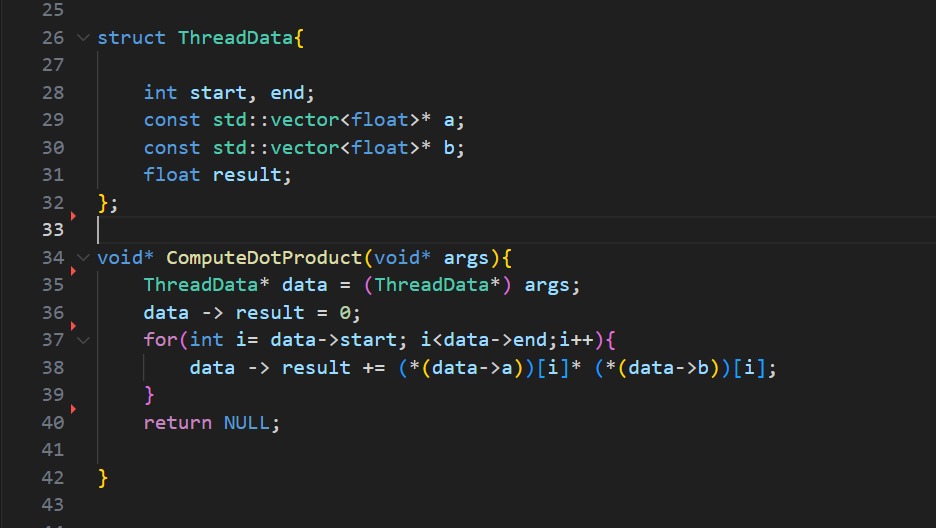 25
26 struct ThreadData{
27
28     int start, end;
29     const std::vector<float>* a;
30     const std::vector<float>* b;
31     float result;
32 };
33
34 void* ComputeDotProduct(void* args){
35     ThreadData* data = (ThreadData*) args;
36     data -> result = 0;
37     for(int i= data->start; i<data->end;i++){
38         data -> result += (*(data->a))[i]* (*(data->b))[i];
39     }
40     return NULL;
41
42 }
43